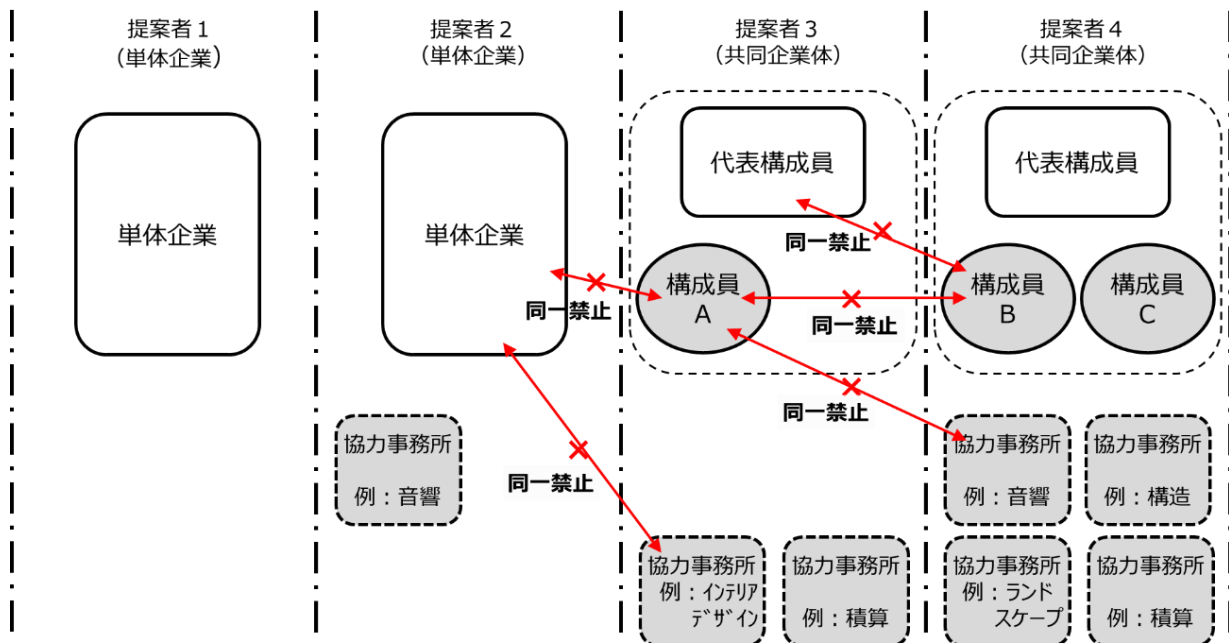 提案者１
（単体企業）
提案者２
（単体企業）
提案者３
（共同企業体）
提案者４
（共同企業体）
単体企業
単体企業
代表構成員
代表構成員
同一禁止
構成員
A
構成員
B
構成員
C
同一禁止
同一禁止
同一禁止
同一禁止
協力事務所
例：音響
協力事務所
例：音響
協力事務所
例：構造
協力事務所
例：ｲﾝﾃﾘｱ
ﾃﾞｻﾞｲﾝ
協力事務所
例：積算
協力事務所
例：ランド
スケープ
協力事務所
例：積算